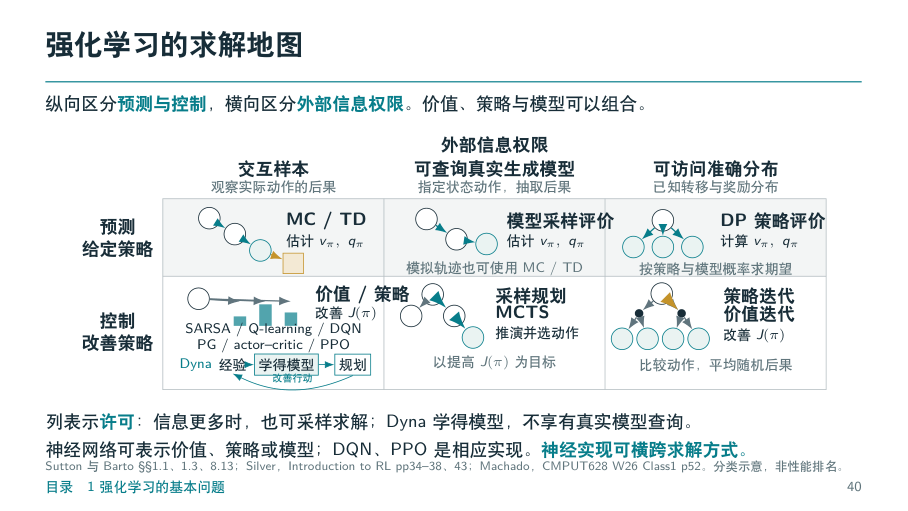 强化学习的求解地图
纵向区分预测与控制，横向区分外部信息权限。价值、策略与模型可以组合。
外部信息权限
交互样本
可查询真实生成模型
可访问准确分布
观察实际动作的后果
指定状态动作，抽取后果
已知转移与奖励分布
预测
给定策略
MC / TD
估计 vπ，qπ
模型采样评价
估计 vπ，qπ
模拟轨迹也可使用 MC / TD
DP 策略评价
计算 vπ，qπ
按策略与模型概率求期望
控制
改善策略
价值 / 策略
改善 J(π)
SARSA / Q-learning / DQN
PG / actor–critic / PPO
Dyna 经验 学得模型 规划
改善行动
采样规划
MCTS
推演并选动作
以提高 J(π) 为目标
策略迭代
价值迭代
改善 J(π)
比较动作，平均随机后果
列表示许可：信息更多时，也可采样求解；Dyna 学得模型，不享有真实模型查询。
神经网络可表示价值、策略或模型；DQN、PPO 是相应实现。神经实现可横跨求解方式。
Sutton 与 Barto §§1.1、1.3、8.13；Silver，Introduction to RL pp34–38、43；Machado，CMPUT628 W26 Class1 p52。分类示意，非性能排名。
目录 1 强化学习的基本问题
40